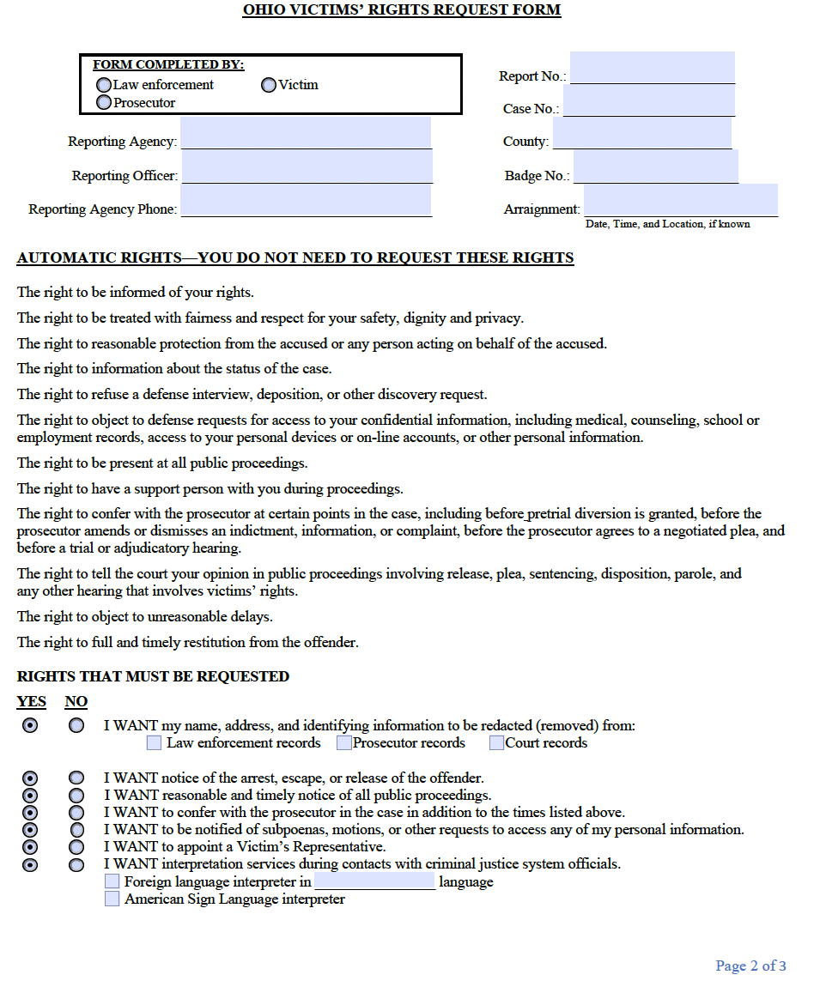 OHIO VICTIMS’ RIGHTS REQUEST FORM
FORM COMPLETED BY:
Law enforcement Victim
Prosecutor
Report No.:
Case No.:
Reporting Agency: County:
Reporting Officer: Badge No.:
Reporting Agency Phone: Arraignment:
Date, Time, and Location, if known
AUTOMATIC RIGHTS—YOU DO NOT NEED TO REQUEST THESE RIGHTS
The right to be informed of your rights.
The right to be treated with fairness and respect for your safety, dignity and privacy.
The right to reasonable protection from the accused or any person acting on behalf of the accused.
The right to information about the status of the case.
The right to refuse a defense interview, deposition, or other discovery request.
The right to object to defense requests for access to your confidential information, including medical, counseling, school or
employment records, access to your personal devices or on-line accounts, or other personal information.
The right to be present at all public proceedings.
The right to have a support person with you during proceedings.
The right to confer with the prosecutor at certain points in the case, including before pretrial diversion is granted, before the
prosecutor amends or dismisses an indictment, information, or complaint, before the prosecutor agrees to a negotiated plea, and
before a trial or adjudicatory hearing.
The right to tell the court your opinion in public proceedings involving release, plea, sentencing, disposition, parole, and
any other hearing that involves victims’ rights.
The right to object to unreasonable delays.
The right to full and timely restitution from the offender.
RIGHTS THAT MUST BE REQUESTED
YES NO
I WANT my name, address, and identifying information to be redacted (removed) from:
Law enforcement records Prosecutor records Court records
I WANT notice of the arrest, escape, or release of the offender.
I WANT reasonable and timely notice of all public proceedings.
I WANT to confer with the prosecutor in the case in addition to the times listed above.
I WANT to be notified of subpoenas, motions, or other requests to access any of my personal information.
I WANT to appoint a Victim’s Representative.
I WANT interpretation services during contacts with criminal justice system officials.
Foreign language interpreter in language
American Sign Language interpreter
Page 2 of 3